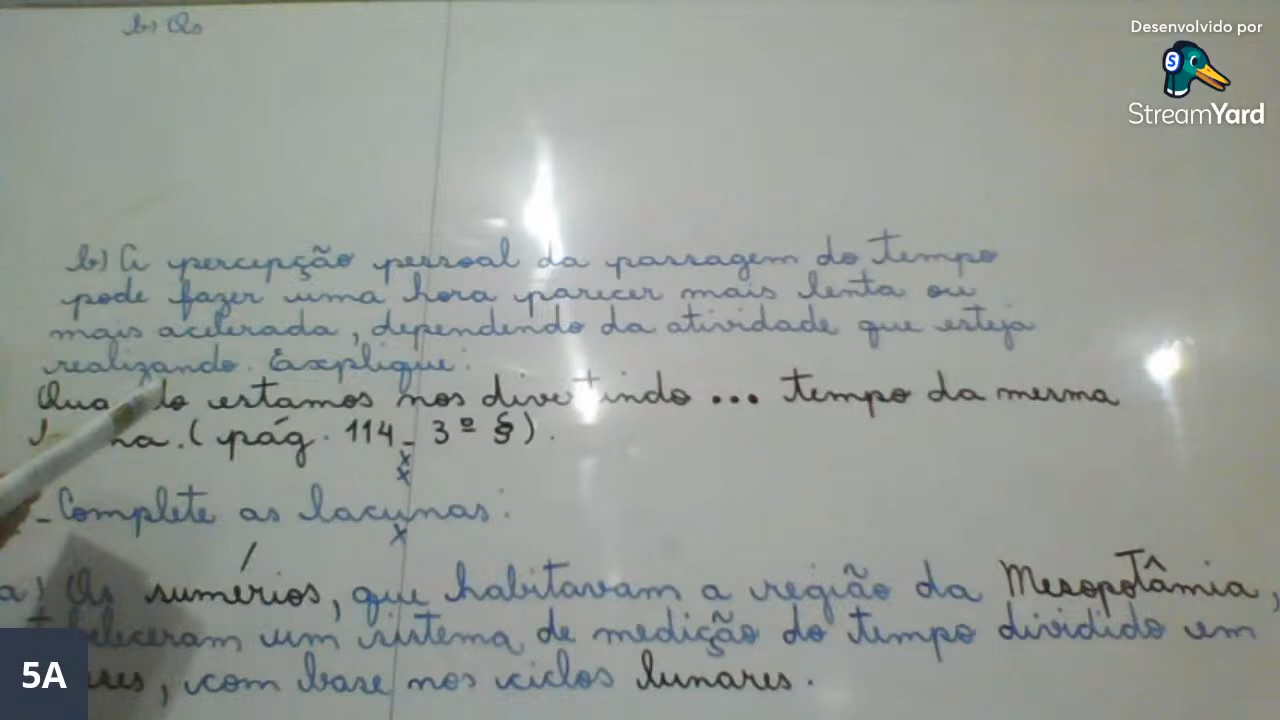 b) Os
Desenvolvido por
StreamYard
b) A percepção pessoal da passagem do tempo
pode fazer uma hora parecer mais lenta ou
mais acelerada, dependendo da atividade que esteja
realizando. Explique:
estamos nos divertindo ... tempo da mesma
(pág. 114 - 3º §).
- Complete as lacunas:
a) Os sumérios, que habitavam a região da Mesopotâmia,
um sistema de medição do tempo dividido em
, com base nos ciclos lunares.
5A